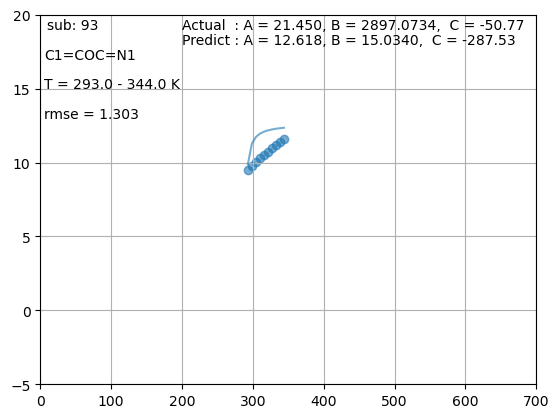 sub: 93
Actual : A = 21.450, B = 2897.0734, C = -50.77
Predict : A = 12.618, B = 15.0340, C = -287.53
C1=COC=N1
T = 293.0 - 344.0 K
rmse = 1.303
20
15
10
5
0
−5
0 100 200 300 400 500 600 700